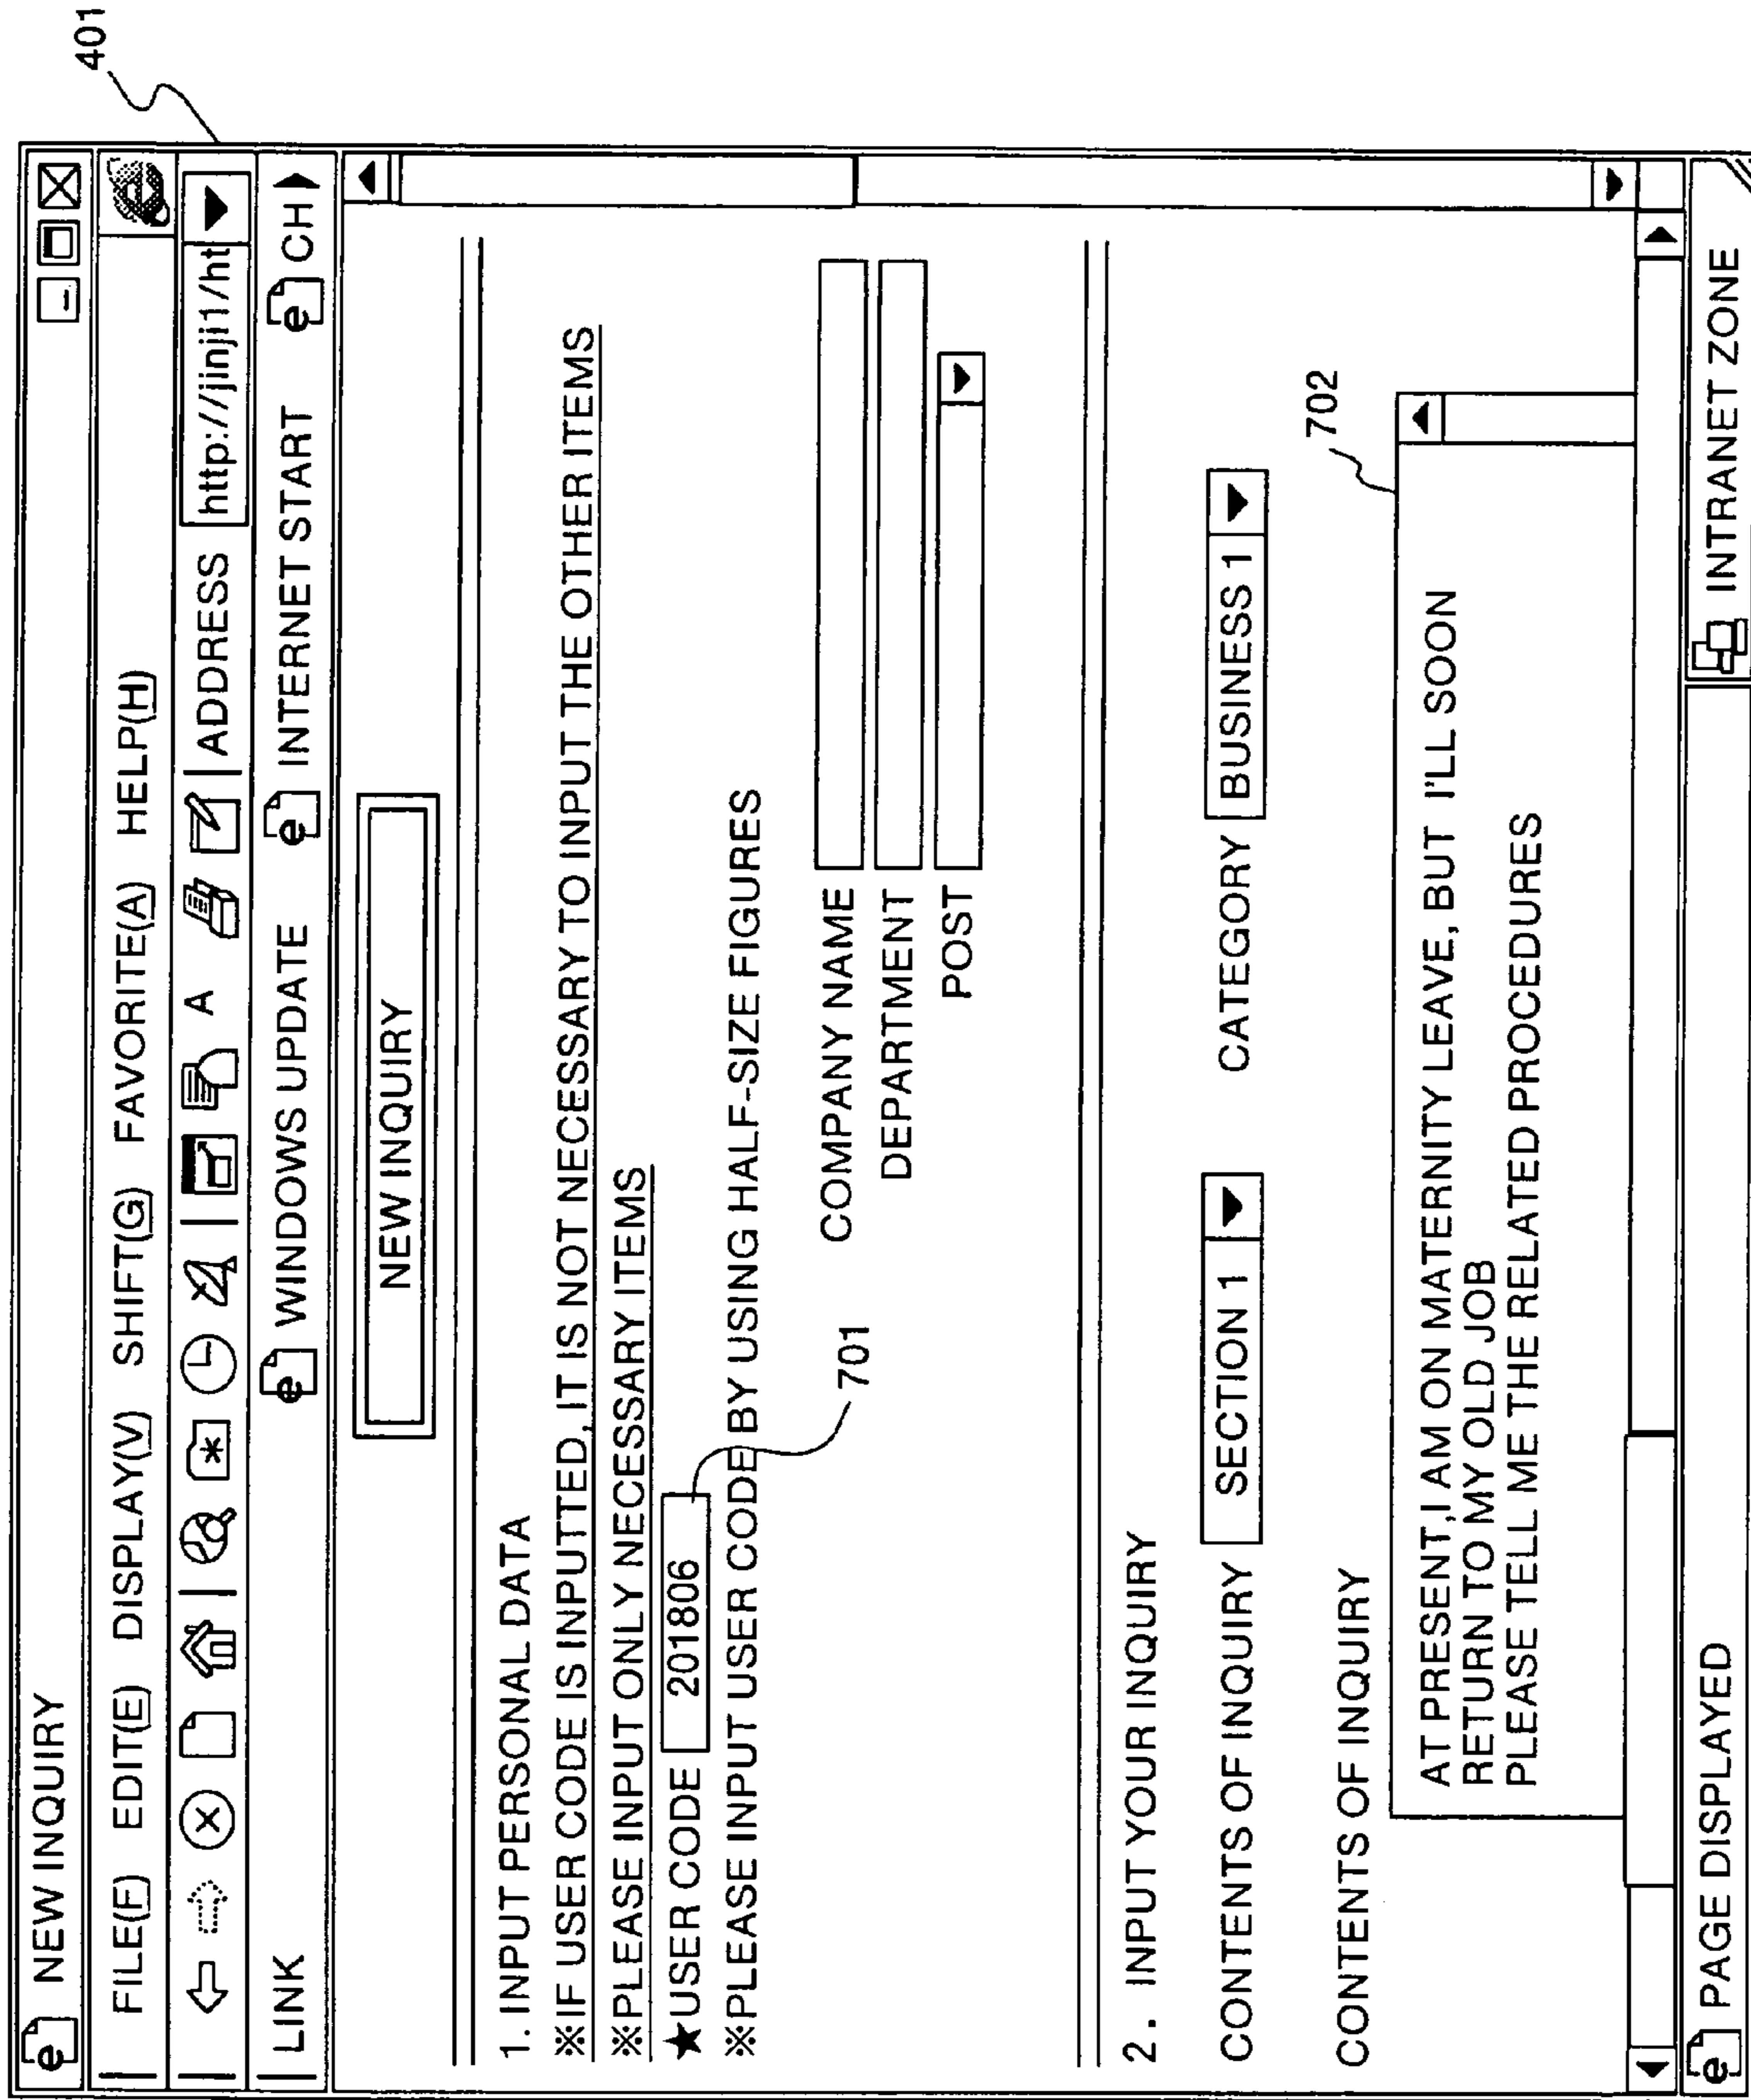 401
NEW INQUIRY
FILE(F) EDIT(E) DISPLAY(V) SHIFT(G) FAVORITE(A) HELP(H)
A ADDRESS http://jinji1/ht
LINK WINDOWS UPDATE INTERNET START CH
NEW INQUIRY
1. INPUT PERSONAL DATA
※IF USER CODE IS INPUTTED, IT IS NOT NECESSARY TO INPUT THE OTHER ITEMS
※PLEASE INPUT ONLY NECESSARY ITEMS
★USER CODE 201806
※PLEASE INPUT USER CODE BY USING HALF-SIZE FIGURES
701
COMPANY NAME
DEPARTMENT
POST
2. INPUT YOUR INQUIRY
CONTENTS OF INQUIRY SECTION 1 CATEGORY BUSINESS 1
CONTENTS OF INQUIRY
702
AT PRESENT, I AM ON MATERNITY LEAVE, BUT I'LL SOON
RETURN TO MY OLD JOB
PLEASE TELL ME THE RELATED PROCEDURES
PAGE DISPLAYED INTRANET ZONE